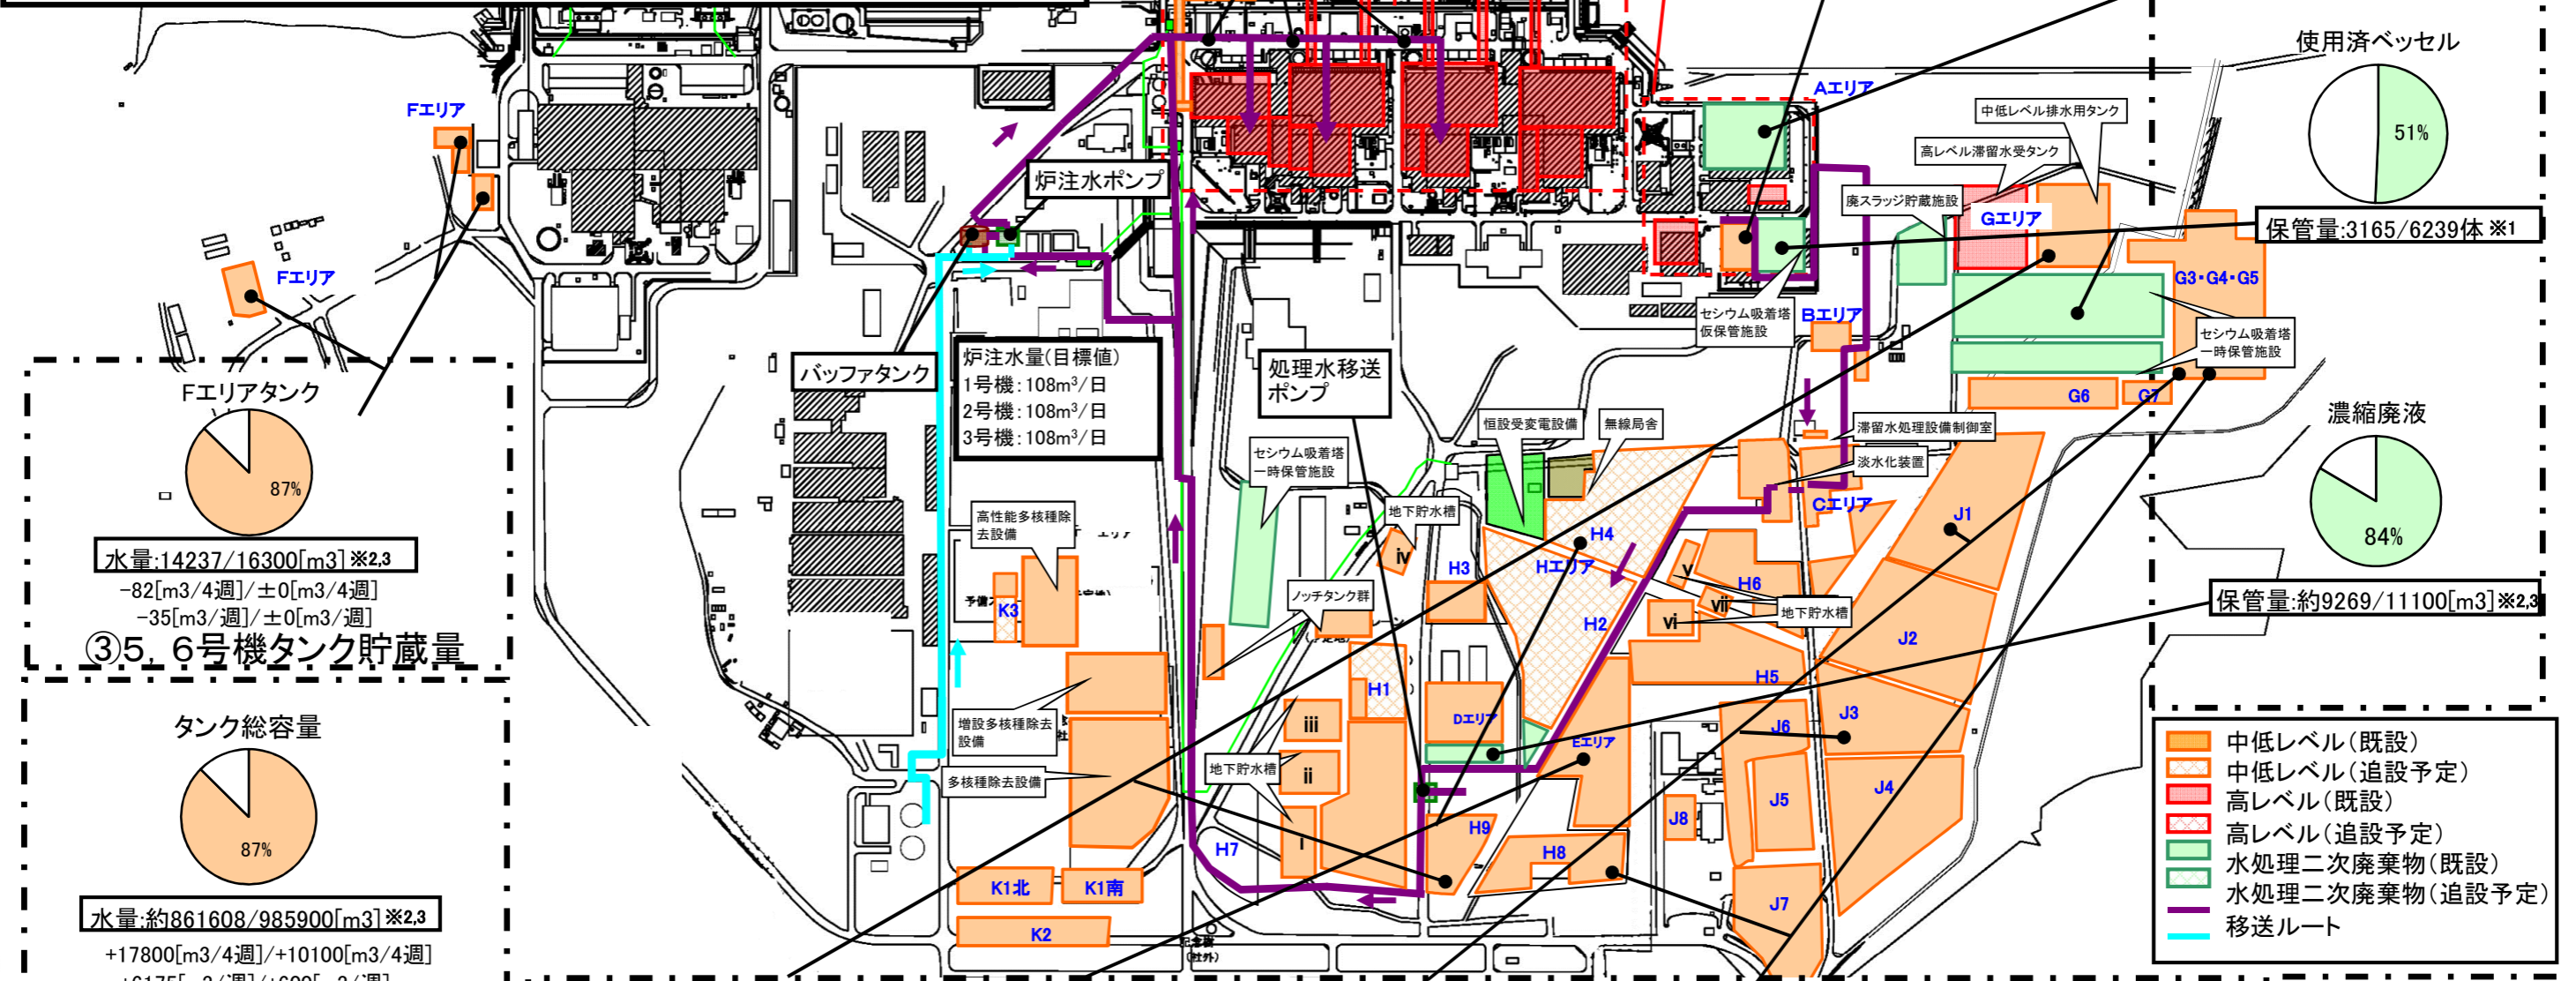 使用済ベッセル
51%
保管量:3165/6239体 ※1
Aエリア
中低レベル排水用タンク
高レベル滞留水受タンク
廃スラッジ貯蔵施設
Gエリア
G3・G4・G5
Fエリア
炉注水ポンプ
Fエリア
セシウム吸着塔
仮保管施設
Bエリア
セシウム吸着塔
一時保管施設
G6
G7
バッファタンク
炉注水量(目標値)
1号機:108m³/日
2号機:108m³/日
3号機:108m³/日
処理水移送
ポンプ
Fエリアタンク
87%
水量:14237/16300[m3]※2,3
-82[m3/4週]/±0[m3/4週]
-35[m3/週]/±0[m3/週]
③5，6号機タンク貯蔵量
濃縮廃液
84%
保管量:約9269/11100[m3]※2,3
恒設受変電設備
無線局舎
滞留水処理設備制御室
淡水化装置
Cエリア
セシウム吸着塔
一時保管施設
高性能多核種除
去設備
エリア
地下貯水槽
iv
H3
H4
Hエリア
J1
v
H6
vii
vi
地下貯水槽
ノッチタンク群
K3
H2
J2
H1
H5
Dエリア
Eエリア
J6
J3
増設多核種除去
設備
多核種除去設備
地下貯水槽
iii
ii
i
J5
J4
J8
H9
H8
H7
J7
K1北
K1南
K2
記念樹
(社外)
タンク総容量
87%
水量:約861608/985900[m3]※2,3
+17800[m3/4週]/+10100[m3/4週]
中低レベル(既設)
中低レベル(追設予定)
高レベル(既設)
高レベル(追設予定)
水処理二次廃棄物(既設)
水処理二次廃棄物(追設予定)
移送ルート